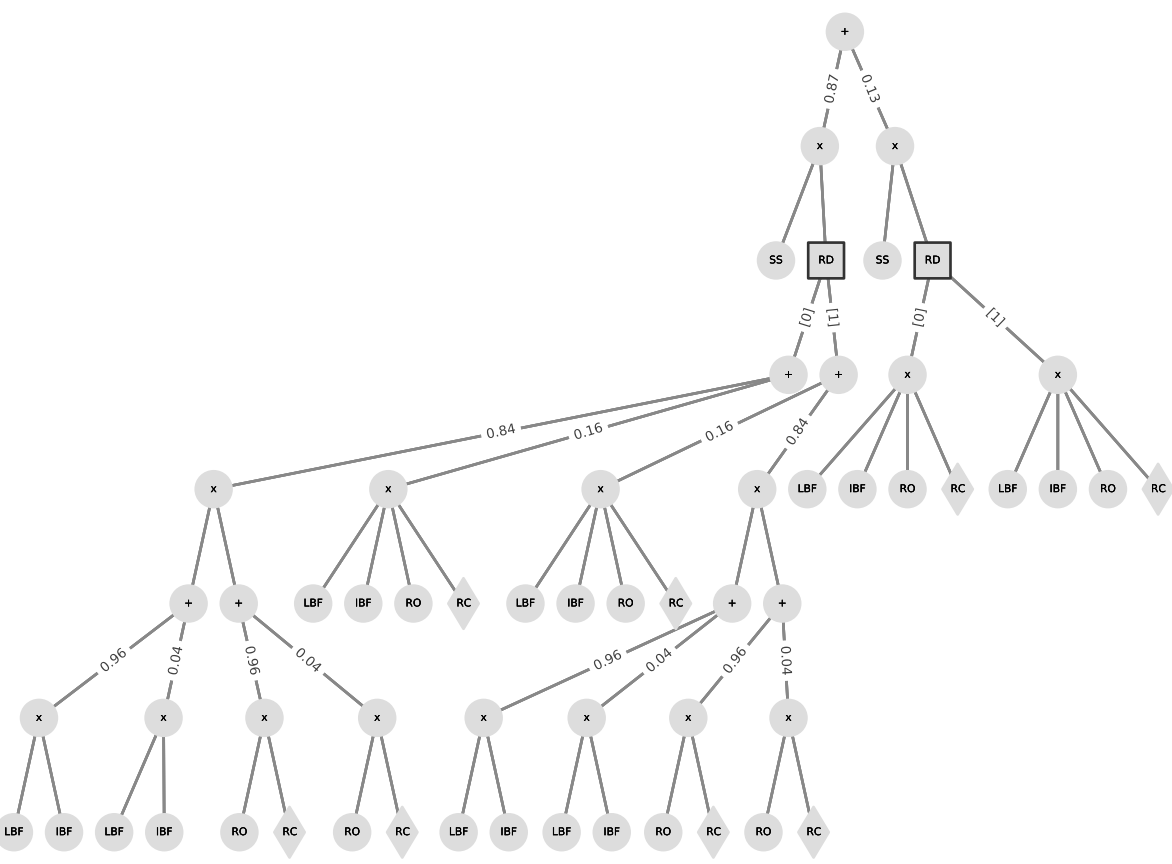 +
0.87 0.13
x x
SS RD SS RD
[0] [1] [0] [1]
+ + x x
0.84 0.16 0.16 0.84
x x x x LBF IBF RO RC LBF IBF RO RC
+ + LBF IBF RO RC LBF IBF RO RC + +
0.96 0.04 0.96 0.04 0.96 0.04 0.96 0.04
x x x x x x x x
LBF IBF LBF IBF RO RC RO RC LBF IBF LBF IBF RO RC RO RC